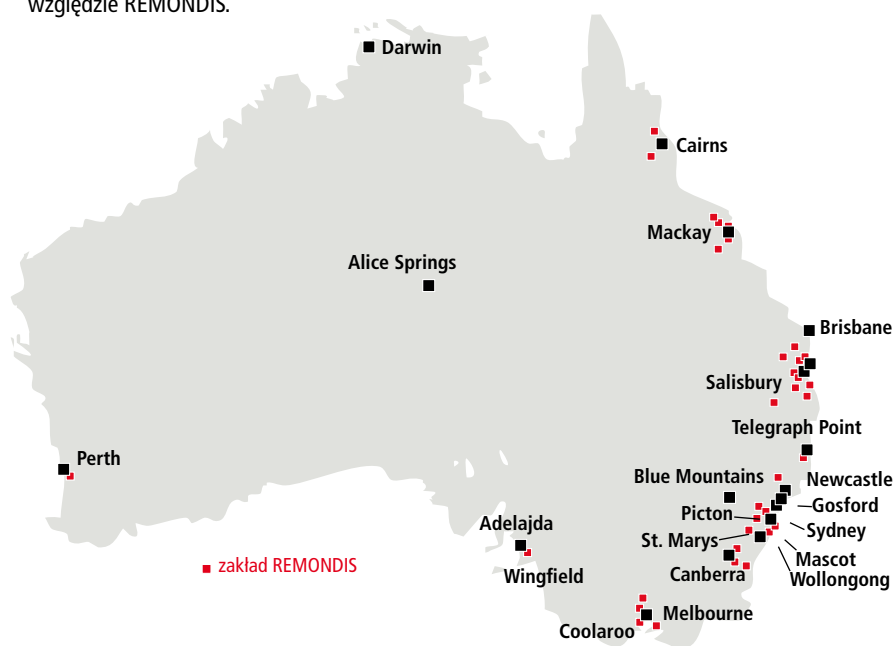 względzie REMONDIS.
Darwin
Cairns
Mackay
Alice Springs
Brisbane
Salisbury
Telegraph Point
Perth
Blue Mountains
Newcastle
Gosford
Picton
Sydney
Adelajda
St. Marys
Mascot
zakład REMONDIS
Wingfield
Canberra
Wollongong
Melbourne
Coolaroo